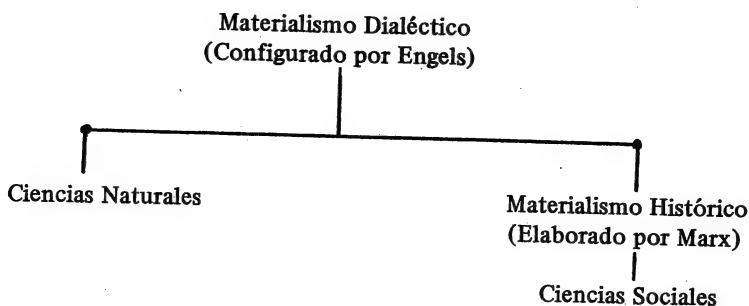 Materialismo Dialéctico
(Configurado por Engels)
Ciencias Naturales
Materialismo Histórico
(Elaborado por Marx)
Ciencias Sociales